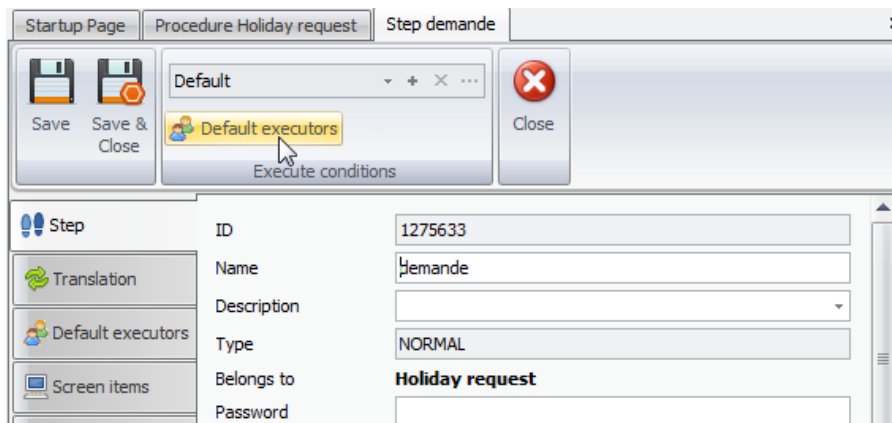 Startup Page Procedure Holiday request Step demande
Default
Save Save & Close Default executors Close
Execute conditions
Step
ID 1275633
Name demande
Translation
Description
Default executors
Type NORMAL
Belongs to Holiday request
Screen items
Password